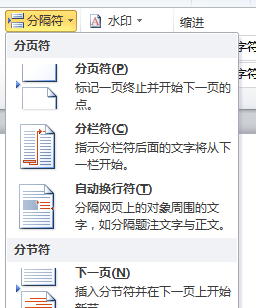 分隔符 水印 缩进
分页符
分页符(P)
标记一页终止并开始下一页的
点。
分栏符(C)
指示分栏符后面的文字将从下
一栏开始。
自动换行符(T)
分隔网页上的对象周围的文
字，如分隔题注文字与正文。
分节符
下一页(N)
插入分节符并在下一页上开始
新节。